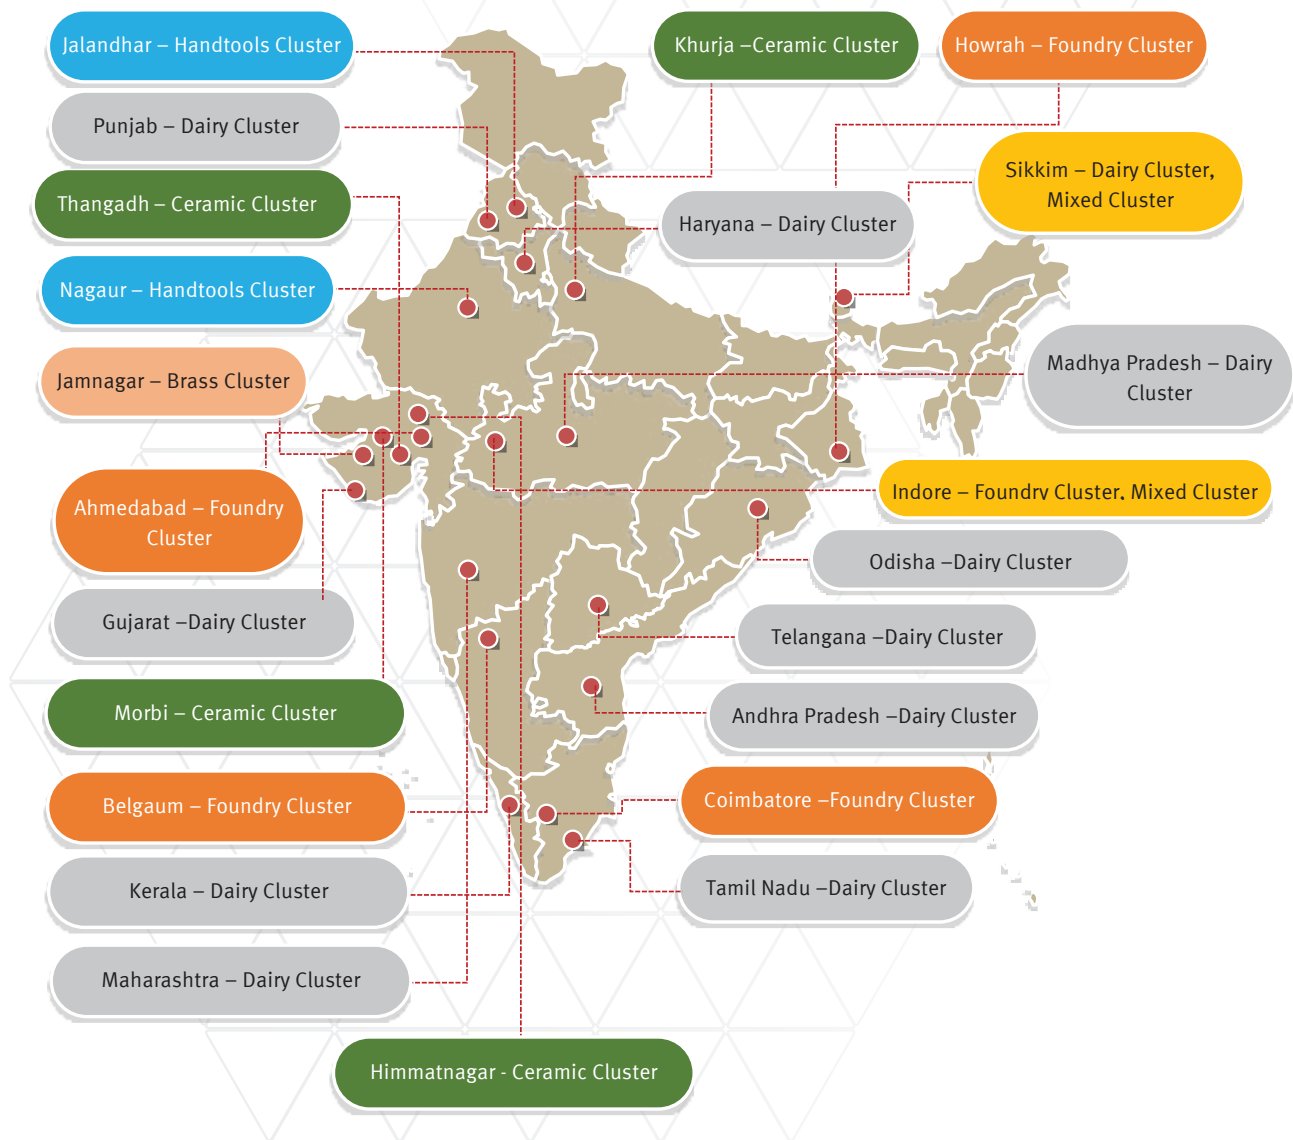 Jalandhar – Handtools Cluster
Khurja –Ceramic Cluster
Howrah – Foundry Cluster
Punjab – Dairy Cluster
Sikkim – Dairy Cluster,
Mixed Cluster
Thangadh – Ceramic Cluster
Haryana – Dairy Cluster
Nagaur – Handtools Cluster
Jamnagar – Brass Cluster
Madhya Pradesh – Dairy
Cluster
Ahmedabad – Foundry
Cluster
Indore – Foundry Cluster, Mixed Cluster
Odisha –Dairy Cluster
Gujarat –Dairy Cluster
Telangana –Dairy Cluster
Morbi – Ceramic Cluster
Andhra Pradesh –Dairy Cluster
Belgaum – Foundry Cluster
Coimbatore –Foundry Cluster
Kerala – Dairy Cluster
Tamil Nadu –Dairy Cluster
Maharashtra – Dairy Cluster
Himmatnagar - Ceramic Cluster